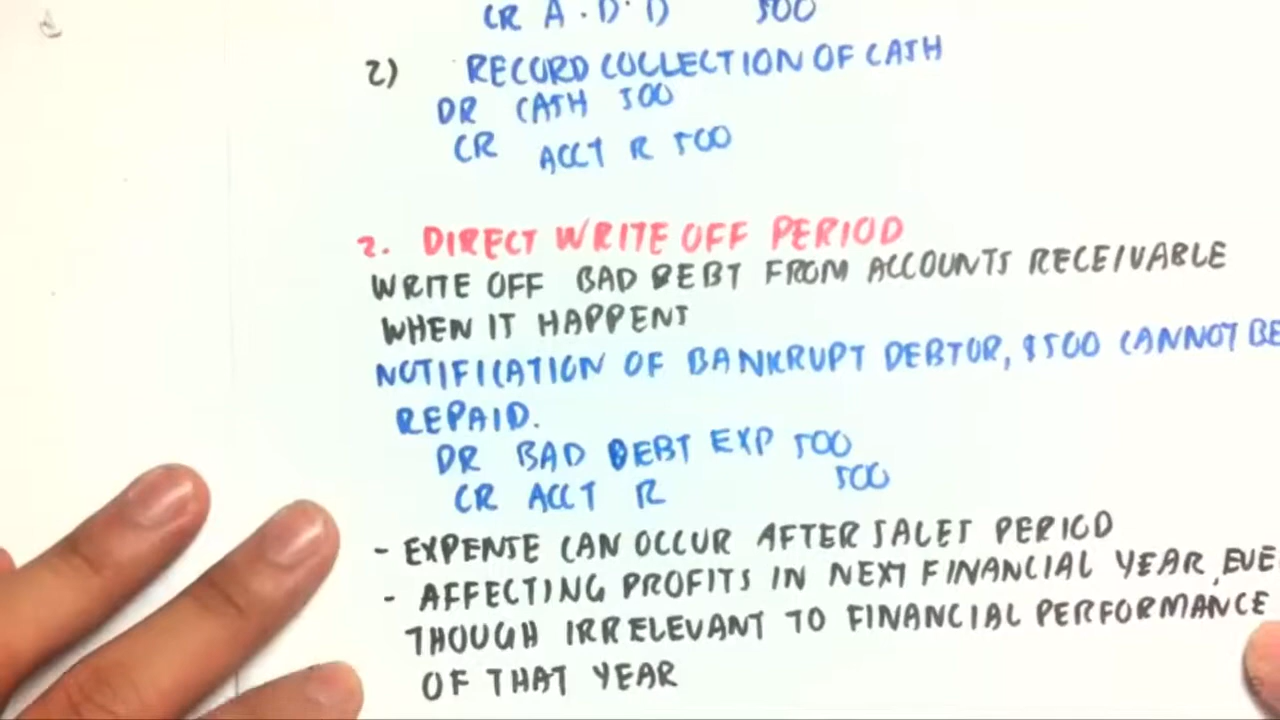 CR A.D.D 500
2) RECORD COLLECTION OF CASH
DR CASH 500
CR ACCT R 500
2. DIRECT WRITE OFF PERIOD
WRITE OFF BAD DEBT FROM ACCOUNTS RECEIVABLE
WHEN IT HAPPENS
NOTIFICATION OF BANKRUPT DEBTOR, $500 CANNOT BE
REPAID.
DR BAD DEBT EXP 500
CR ACCT R 500
- EXPENSE CAN OCCUR AFTER SALES PERIOD
- AFFECTING PROFITS IN NEXT FINANCIAL YEAR, EVE
THOUGH IRRELEVANT TO FINANCIAL PERFORMANCE
OF THAT YEAR